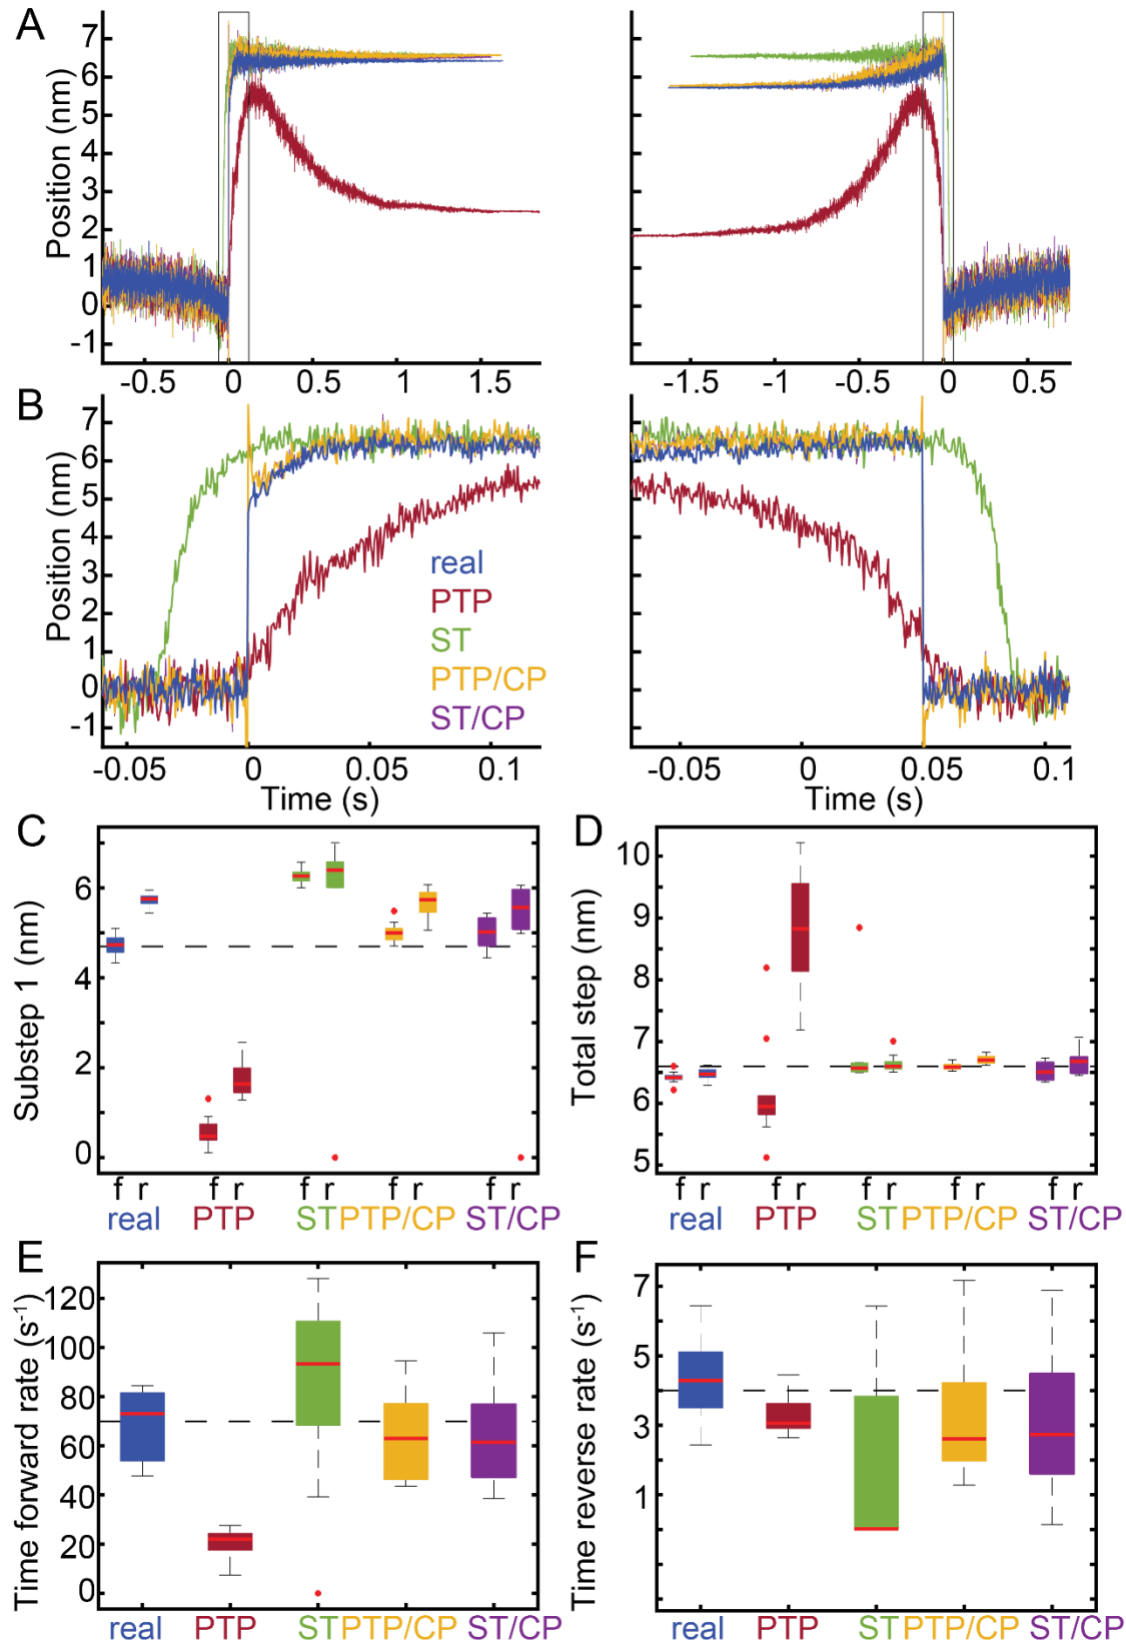 A
Position (nm)
7
6
5
4
3
2
1
0
-1
-0.5 0 0.5 1 1.5
-1.5 -1 -0.5 0 0.5
B
Position (nm)
7
6
5
4
3
2
1
0
-1
real
PTP
ST
PTP/CP
ST/CP
-0.05 0 0.05 0.1
Time (s)
-0.05 0 0.05 0.1
Time (s)
C
Substep 1 (nm)
6
4
2
0
f r f r f r f r f r
real PTP ST PTP/CP ST/CP
D
Total step (nm)
10
9
8
7
6
5
f r f r f r f r f r
real PTP ST PTP/CP ST/CP
E
Time forward rate (s-1)
120
100
80
60
40
20
0
real PTP ST PTP/CP ST/CP
F
Time reverse rate (s-1)
7
5
3
1
real PTP ST PTP/CP ST/CP